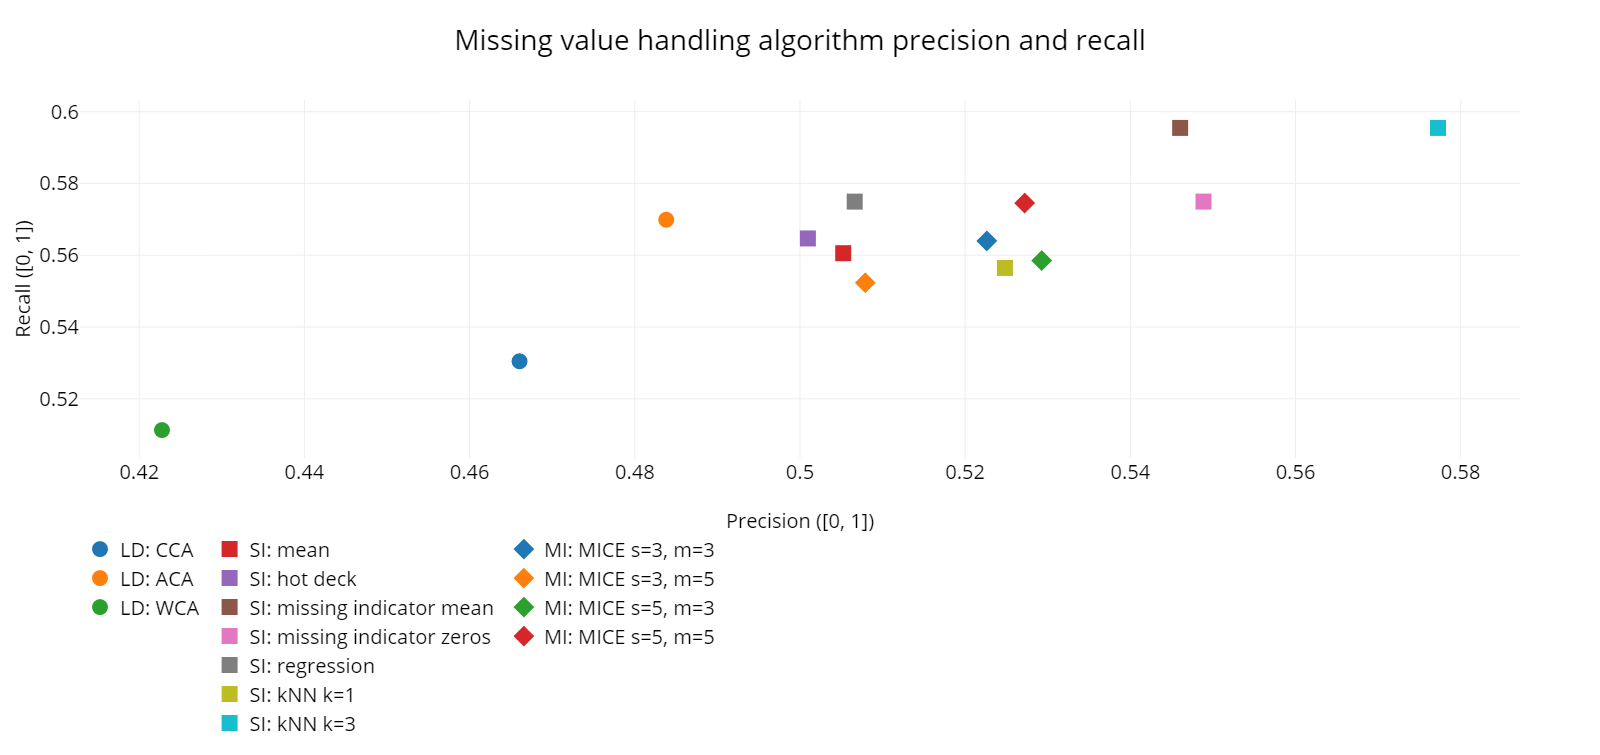 Missing value handling algorithm precision and recall
0.6
0.58
0.56
0.54
0.52
Recall ([0, 1])
0.42 0.44 0.46 0.48 0.5 0.52 0.54 0.56 0.58
Precision ([0, 1])
LD: CCA
LD: ACA
LD: WCA
SI: mean
SI: hot deck
SI: missing indicator mean
SI: missing indicator zeros
SI: regression
SI: kNN k=1
SI: kNN k=3
MI: MICE s=3, m=3
MI: MICE s=3, m=5
MI: MICE s=5, m=3
MI: MICE s=5, m=5